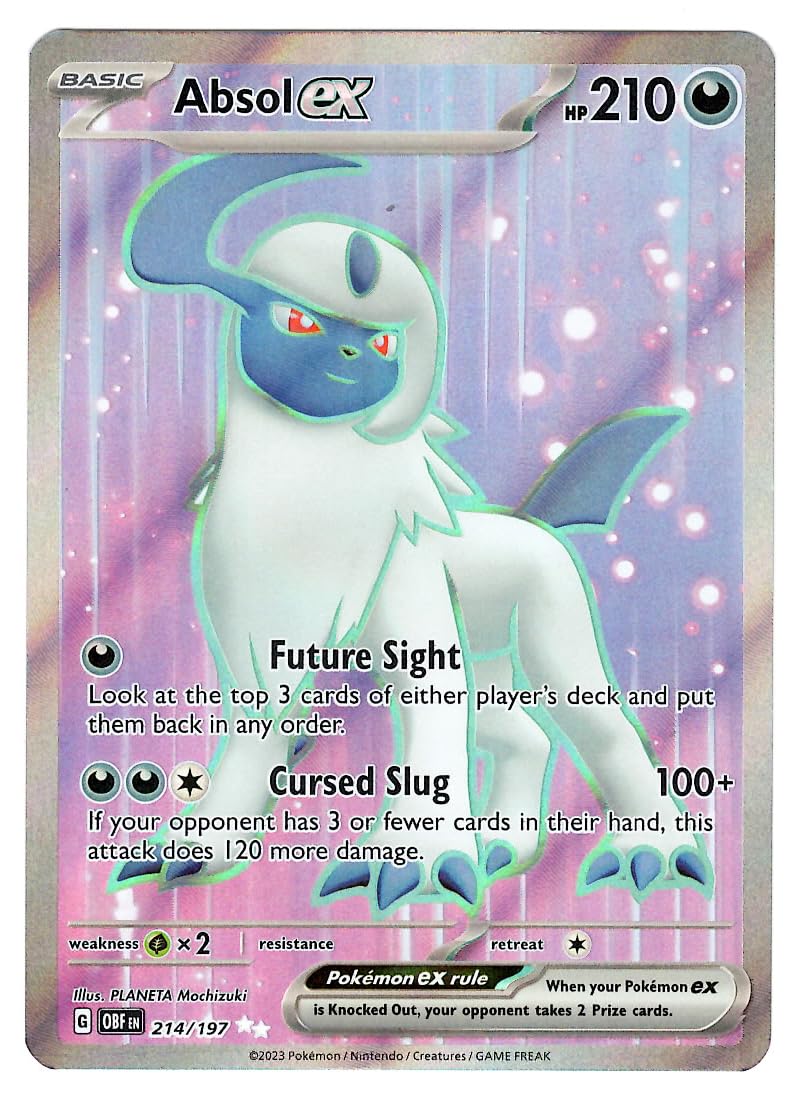 BASIC
Absol ex
HP 210
Future Sight
Look at the top 3 cards of either player's deck and put
them back in any order.
Cursed Slug 100+
If your opponent has 3 or fewer cards in their hand, this
attack does 120 more damage.
weakness ×2 resistance retreat
Pokémon ex rule
When your Pokémon ex
is Knocked Out, your opponent takes 2 Prize cards.
Illus. PLANETA Mochizuki
G OBF EN 214/197
©2023 Pokémon / Nintendo / Creatures / GAME FREAK